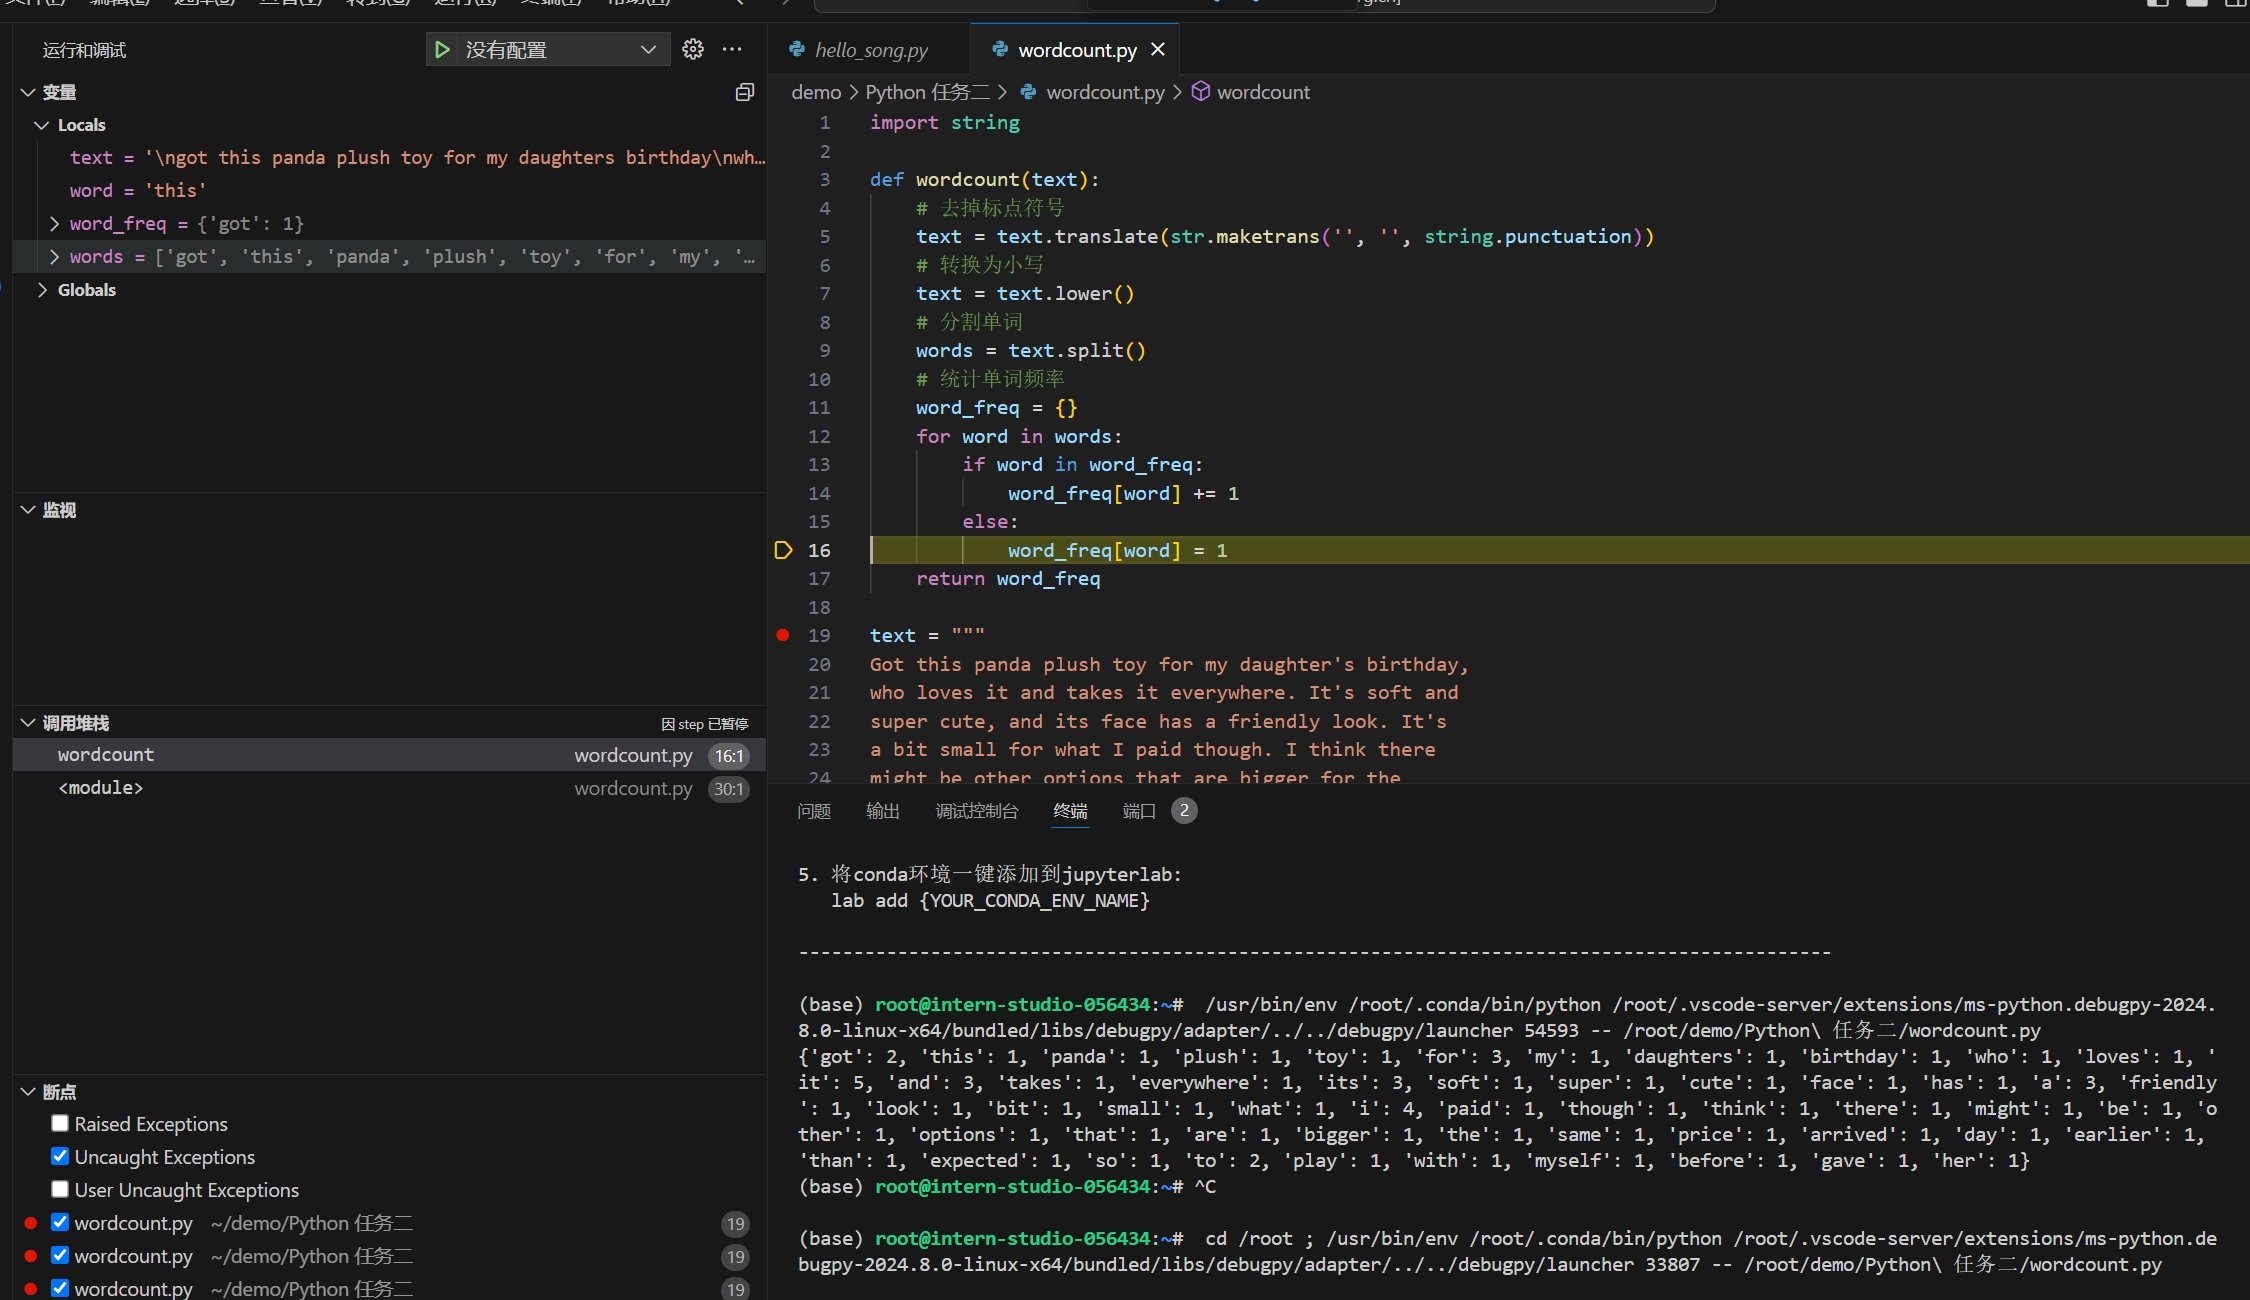 运行和调试
没有配置
变量
Locals
text = '\ngot this panda plush toy for my daughters birthday\nwh…
word = 'this'
word_freq = {'got': 1}
words = ['got', 'this', 'panda', 'plush', 'toy', 'for', 'my', '…
Globals
监视
调用堆栈
因 step 已暂停
wordcount wordcount.py 16:1
<module> wordcount.py 30:1
断点
Raised Exceptions
Uncaught Exceptions
User Uncaught Exceptions
wordcount.py ~/demo/Python 任务二 19
wordcount.py ~/demo/Python 任务二 19
wordcount.py ~/demo/Python 任务二 19
hello_song.py
wordcount.py
demo > Python 任务二 > wordcount.py > wordcount
1 import string
2
3 def wordcount(text):
4 # 去掉标点符号
5 text = text.translate(str.maketrans('', '', string.punctuation))
6 # 转换为小写
7 text = text.lower()
8 # 分割单词
9 words = text.split()
10 # 统计单词频率
11 word_freq = {}
12 for word in words:
13 if word in word_freq:
14 word_freq[word] += 1
15 else:
16 word_freq[word] = 1
17 return word_freq
18
19 text = """
20 Got this panda plush toy for my daughter's birthday,
21 who loves it and takes it everywhere. It's soft and
22 super cute, and its face has a friendly look. It's
23 a bit small for what I paid though. I think there
24 might be other options that are bigger for the
问题 输出 调试控制台 终端 端口 2
5. 将conda环境一键添加到jupyterlab:
lab add {YOUR_CONDA_ENV_NAME}
----------------------------------------------------------------------------------------------
(base) root@intern-studio-056434:~# /usr/bin/env /root/.conda/bin/python /root/.vscode-server/extensions/ms-python.debugpy-2024.
8.0-linux-x64/bundled/libs/debugpy/adapter/../../debugpy/launcher 54593 -- /root/demo/Python\ 任务二/wordcount.py
{'got': 2, 'this': 1, 'panda': 1, 'plush': 1, 'toy': 1, 'for': 3, 'my': 1, 'daughters': 1, 'birthday': 1, 'who': 1, 'loves': 1, '
it': 5, 'and': 3, 'takes': 1, 'everywhere': 1, 'its': 3, 'soft': 1, 'super': 1, 'cute': 1, 'face': 1, 'has': 1, 'a': 3, 'friendly
': 1, 'look': 1, 'bit': 1, 'small': 1, 'what': 1, 'i': 4, 'paid': 1, 'though': 1, 'think': 1, 'there': 1, 'might': 1, 'be': 1, 'o
ther': 1, 'options': 1, 'that': 1, 'are': 1, 'bigger': 1, 'the': 1, 'same': 1, 'price': 1, 'arrived': 1, 'day': 1, 'earlier': 1,
'than': 1, 'expected': 1, 'so': 1, 'to': 2, 'play': 1, 'with': 1, 'myself': 1, 'before': 1, 'gave': 1, 'her': 1}
(base) root@intern-studio-056434:~# ^C
(base) root@intern-studio-056434:~# cd /root ; /usr/bin/env /root/.conda/bin/python /root/.vscode-server/extensions/ms-python.de
bugpy-2024.8.0-linux-x64/bundled/libs/debugpy/adapter/../../debugpy/launcher 33807 -- /root/demo/Python\ 任务二/wordcount.py